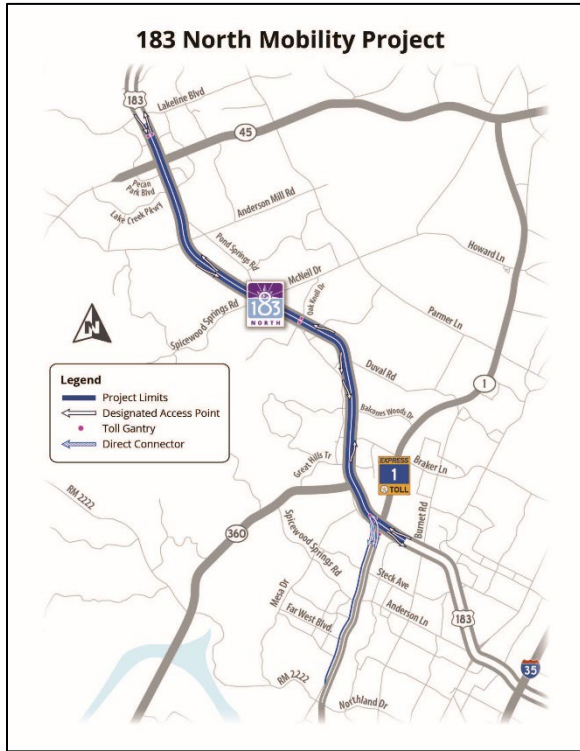 183 North Mobility Project
183
Lakeline Blvd
45
Pecan
Park Blvd
Lake Creek Pkwy
Anderson Mill Rd
Pond Springs Rd
Howard Ln
McNeil Dr
Oak Knoll Dr
183
NORTH
Spicewood Springs Rd
Parmer Ln
N
Duval Rd
1
Legend
Project Limits
Designated Access Point
Toll Gantry
Direct Connector
Balcones Woods Dr
Great Hills Tr
EXPRESS
1
TOLL
Braker Ln
Burnet Rd
RM 2222
360
Spicewood
Springs Rd
Mesa Dr
Steck Ave
Far West Blvd.
Anderson Ln
183
RM 2222
35
Northland Dr